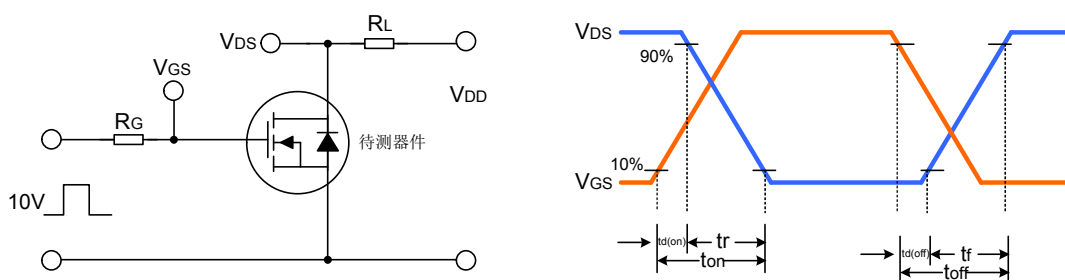 VDS
RL
VGS
VDD
RG
待测器件
10V
VDS
90%
10%
VGS
td(on)
tr
ton
td(off)
tf
toff